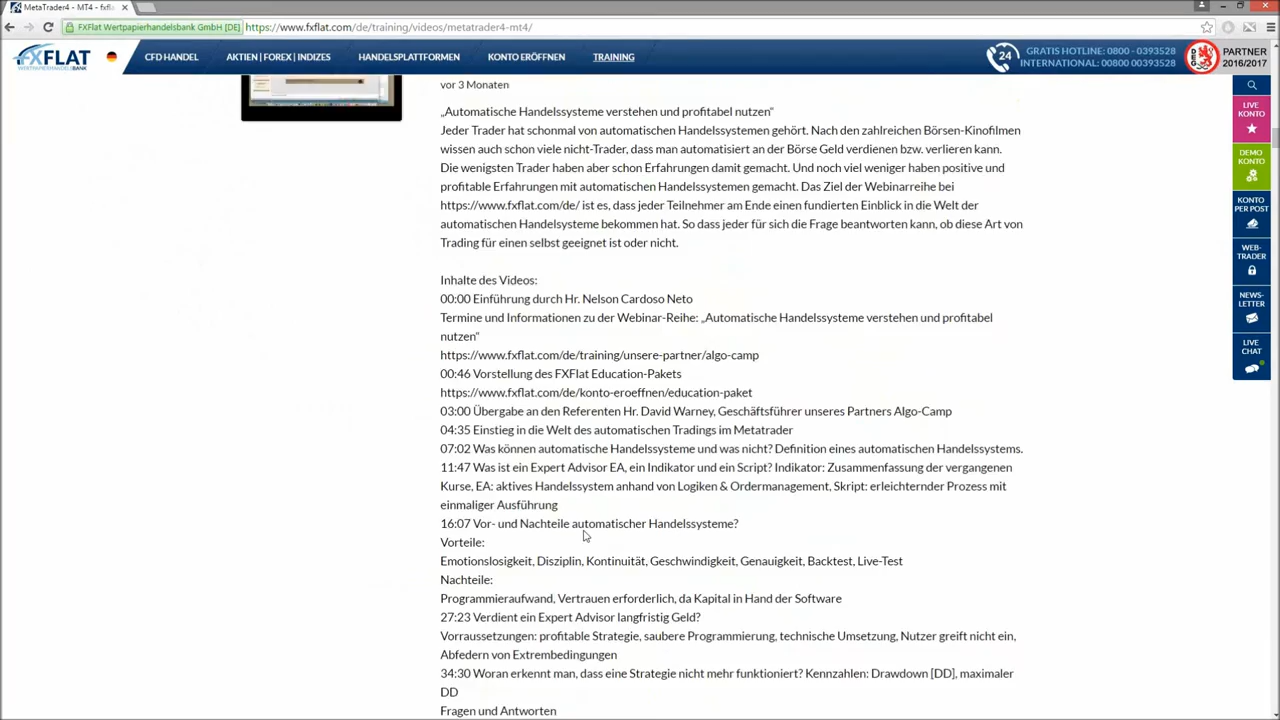 MetaTrader4 - MT4 - fxfla
FXFlat Wertpapierhandelsbank GmbH [DE]
https://www.fxflat.com/de/training/videos/metatrader4-mt4/
FXFLAT
WERTPAPIERHANDELSBANK
CFD HANDEL
AKTIEN | FOREX | INDIZES
HANDELSPLATTFORMEN
KONTO ERÖFFNEN
TRAINING
24
GRATIS HOTLINE: 0800 - 0393528
INTERNATIONAL: 00800 00393528
PARTNER
2016/2017
vor 3 Monaten
„Automatische Handelssysteme verstehen und profitabel nutzen“
Jeder Trader hat schonmal von automatischen Handelssystemen gehört. Nach den zahlreichen Börsen-Kinofilmen
wissen auch schon viele nicht-Trader, dass man automatisiert an der Börse Geld verdienen bzw. verlieren kann.
Die wenigsten Trader haben aber schon Erfahrungen damit gemacht. Und noch viel weniger haben positive und
profitable Erfahrungen mit automatischen Handelssystemen gemacht. Das Ziel der Webinarreihe bei
https://www.fxflat.com/de/ ist es, dass jeder Teilnehmer am Ende einen fundierten Einblick in die Welt der
automatischen Handelsysteme bekommen hat. So dass jeder für sich die Frage beantworten kann, ob diese Art von
Trading für einen selbst geeignet ist oder nicht.
Inhalte des Videos:
00:00 Einführung durch Hr. Nelson Cardoso Neto
Termine und Informationen zu der Webinar-Reihe: „Automatische Handelssysteme verstehen und profitabel
nutzen“
https://www.fxflat.com/de/training/unsere-partner/algo-camp
00:46 Vorstellung des FXFlat Education-Pakets
https://www.fxflat.com/de/konto-eroeffnen/education-paket
03:00 Übergabe an den Referenten Hr. David Warney, Geschäftsführer unseres Partners Algo-Camp
04:35 Einstieg in die Welt des automatischen Tradings im Metatrader
07:02 Was können automatische Handelssysteme und was nicht? Definition eines automatischen Handelssystems.
11:47 Was ist ein Expert Advisor EA, ein Indikator und ein Script? Indikator: Zusammenfassung der vergangenen
Kurse, EA: aktives Handelssystem anhand von Logiken & Ordermanagement, Skript: erleichternder Prozess mit
einmaliger Ausführung
16:07 Vor- und Nachteile automatischer Handelssysteme?
Vorteile:
Emotionslosigkeit, Disziplin, Kontinuität, Geschwindigkeit, Genauigkeit, Backtest, Live-Test
Nachteile:
Programmieraufwand, Vertrauen erforderlich, da Kapital in Hand der Software
27:23 Verdient ein Expert Advisor langfristig Geld?
Vorraussetzungen: profitable Strategie, saubere Programmierung, technische Umsetzung, Nutzer greift nicht ein,
Abfedern von Extrembedingungen
34:30 Woran erkennt man, dass eine Strategie nicht mehr funktioniert? Kennzahlen: Drawdown [DD], maximaler
DD
Fragen und Antworten
LIVE
KONTO
DEMO
KONTO
KONTO
PER POST
WEB-
TRADER
NEWS-
LETTER
LIVE
CHAT